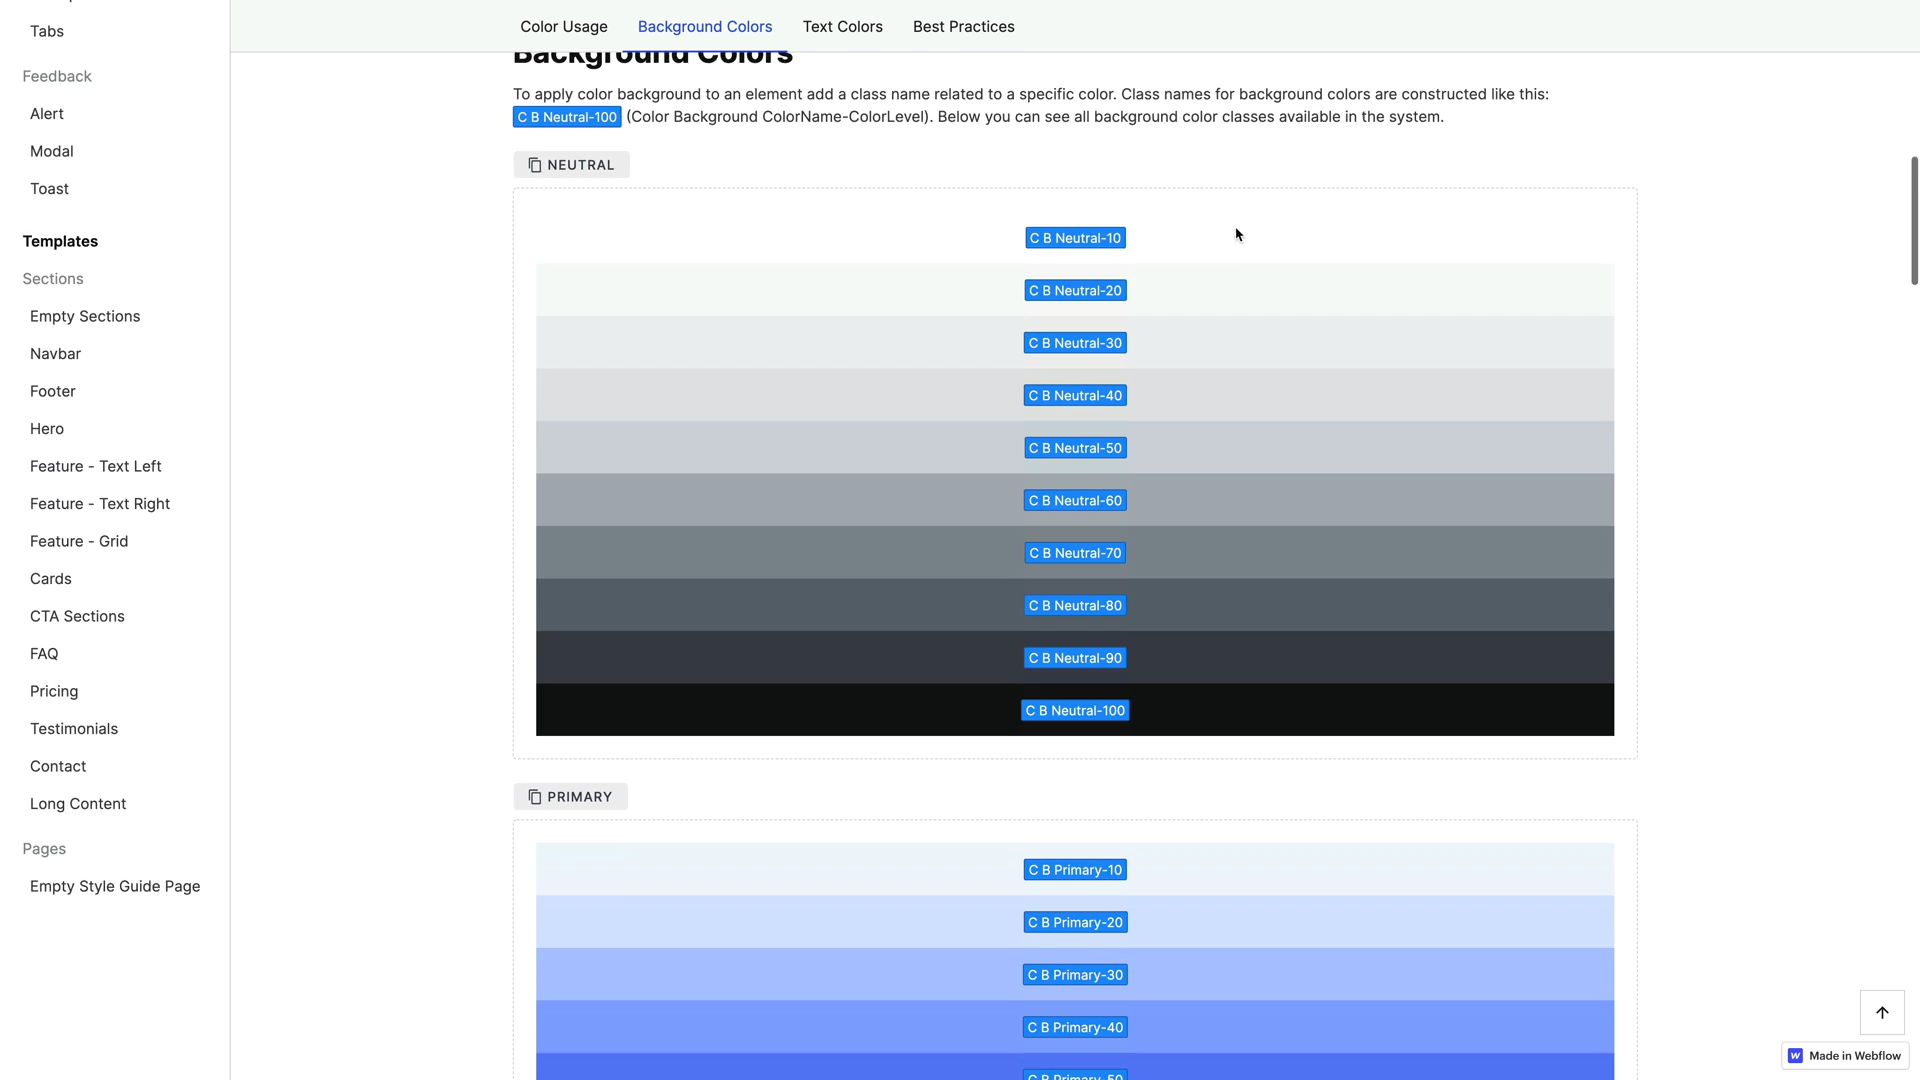 Tabs
Feedback
Alert
Modal
Toast
Templates
Sections
Empty Sections
Navbar
Footer
Hero
Feature - Text Left
Feature - Text Right
Feature - Grid
Cards
CTA Sections
FAQ
Pricing
Testimonials
Contact
Long Content
Pages
Empty Style Guide Page
Color Usage Background Colors Text Colors Best Practices
Background Colors
To apply color background to an element add a class name related to a specific color. Class names for background colors are constructed like this:
C B Neutral-100 (Color Background ColorName-ColorLevel). Below you can see all background color classes available in the system.
NEUTRAL
C B Neutral-10
C B Neutral-20
C B Neutral-30
C B Neutral-40
C B Neutral-50
C B Neutral-60
C B Neutral-70
C B Neutral-80
C B Neutral-90
C B Neutral-100
PRIMARY
C B Primary-10
C B Primary-20
C B Primary-30
C B Primary-40
C B Primary-50
Made in Webflow